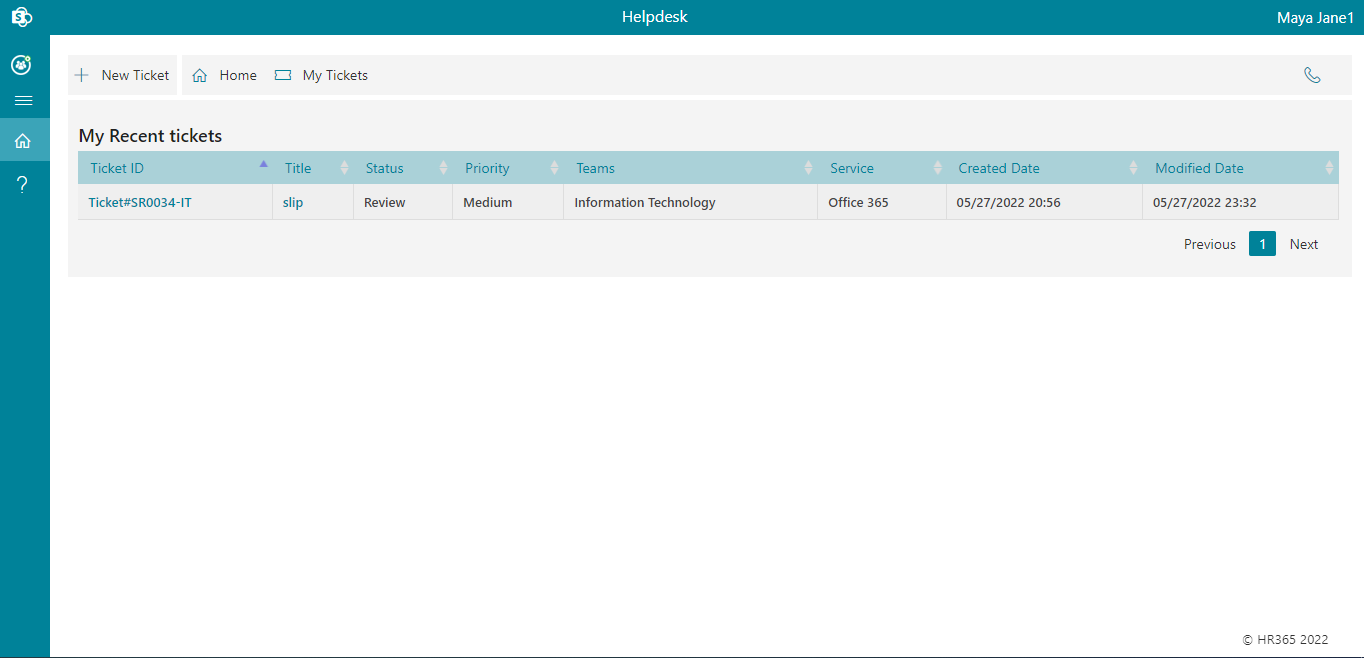 Helpdesk Maya Jane1
New Ticket Home My Tickets
My Recent tickets
Ticket ID Title Status Priority Teams Service Created Date Modified Date
Ticket#SR0034-IT slip Review Medium Information Technology Office 365 05/27/2022 20:56 05/27/2022 23:32
Previous 1 Next
© HR365 2022